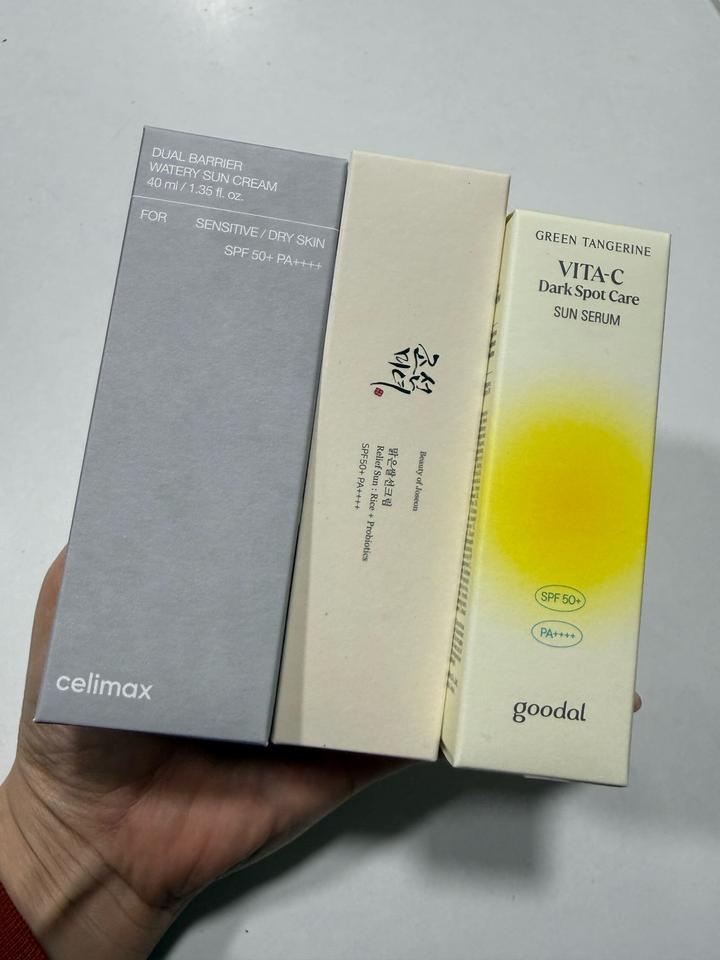 DUAL BARRIER
WATERY SUN CREAM
40 ml / 1.35 fl. oz.
FOR SENSITIVE / DRY SKIN
SPF 50+ PA++++
celimax
조선
미녀
Beauty of Joseon
맑은쌀선크림
Relief Sun : Rice + Probiotics
SPF50+ PA++++
GREEN TANGERINE
VITA-C
Dark Spot Care
SUN SERUM
SPF 50+
PA++++
goodal